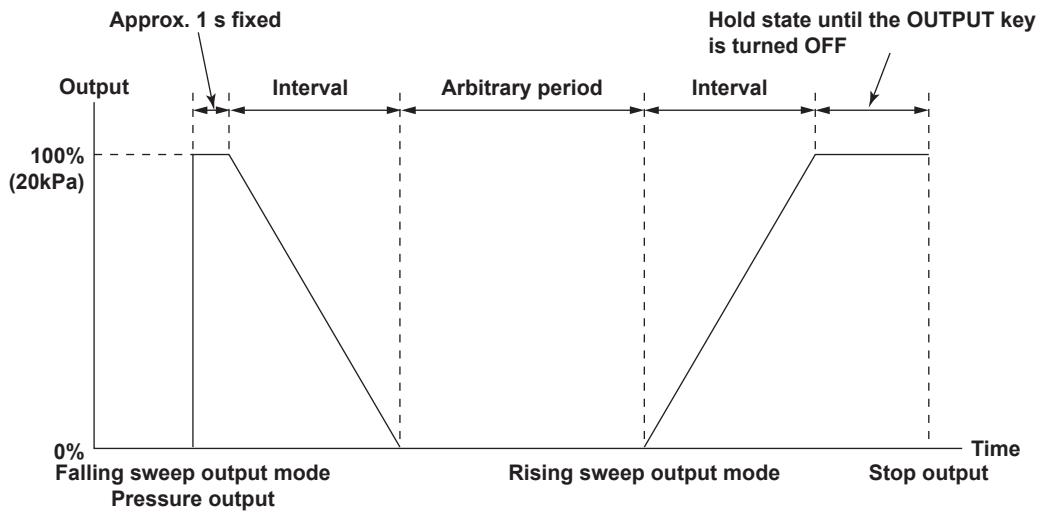 Approx. 1 s fixed
Hold state until the OUTPUT key
is turned OFF
Output
Interval
Arbitrary period
Interval
100%
(20kPa)
0%
Time
Falling sweep output mode
Pressure output
Rising sweep output mode
Stop output